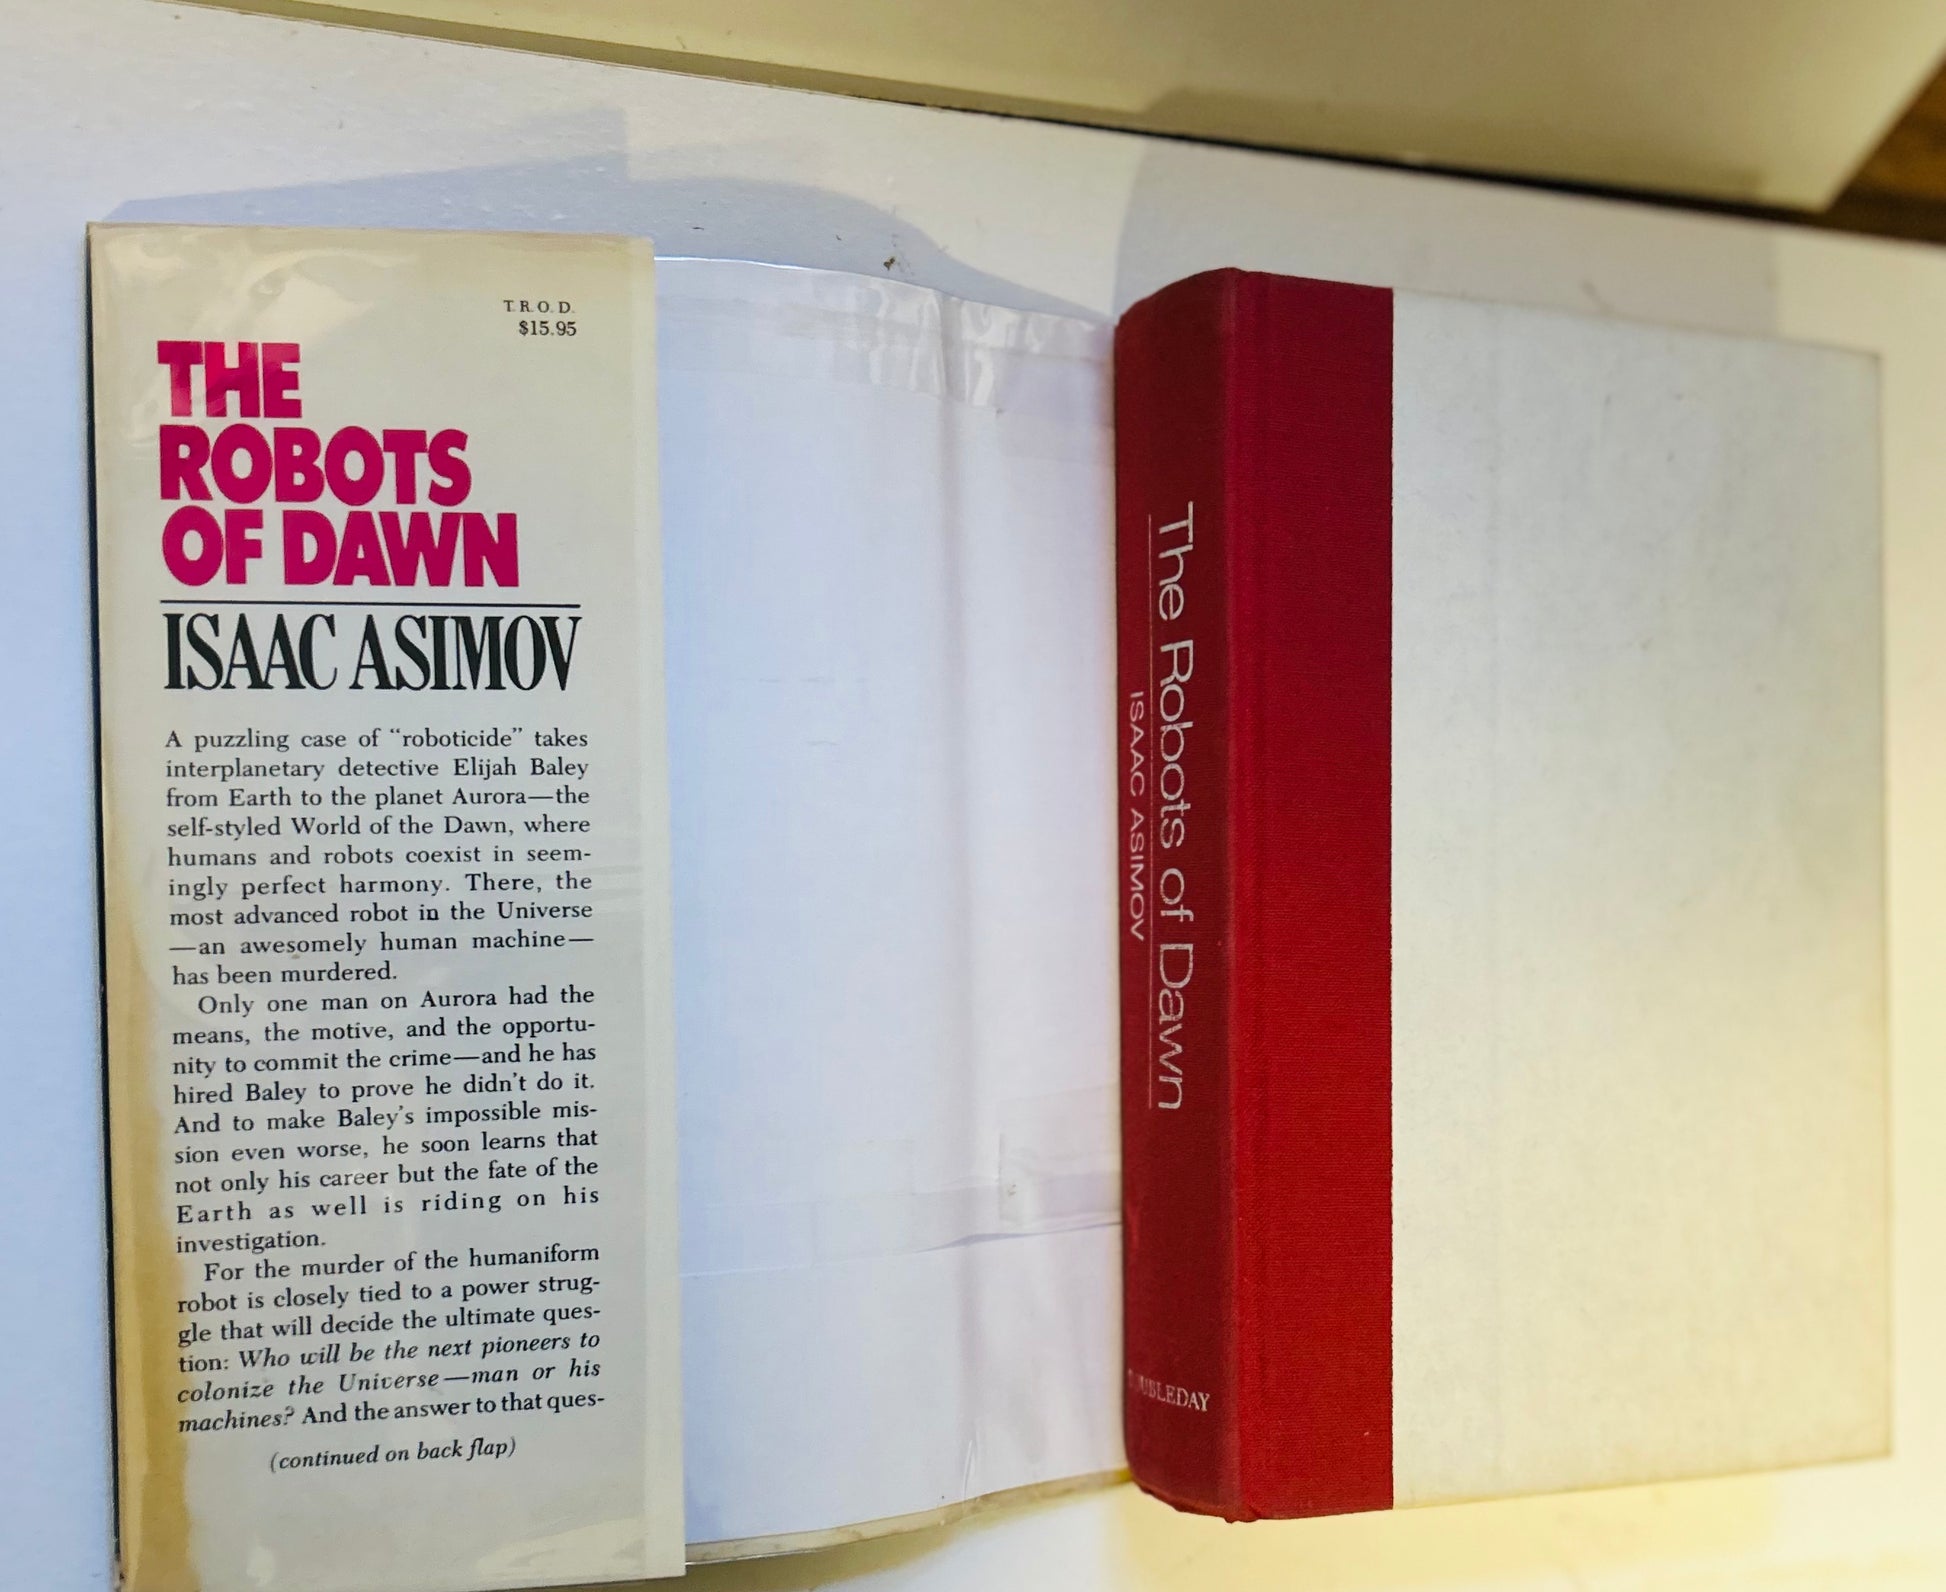 T.R.O.D.
$15.95
THE
ROBOTS
OF DAWN
ISAAC ASIMOV
A puzzling case of “roboticide” takes
interplanetary detective Elijah Baley
from Earth to the planet Aurora—the
self-styled World of the Dawn, where
humans and robots coexist in seem-
ingly perfect harmony. There, the
most advanced robot in the Universe
—an awesomely human machine—
has been murdered.
Only one man on Aurora had the
means, the motive, and the opportu-
nity to commit the crime—and he has
hired Baley to prove he didn't do it.
And to make Baley's impossible mis-
sion even worse, he soon learns that
not only his career but the fate of the
Earth as well is riding on his
investigation.
For the murder of the humaniform
robot is closely tied to a power strug-
gle that will decide the ultimate ques-
tion: Who will be the next pioneers to
colonize the Universe—man or his
machines? And the answer to that ques-
(continued on back flap)
The Robots of Dawn
ISAAC ASIMOV
DOUBLEDAY